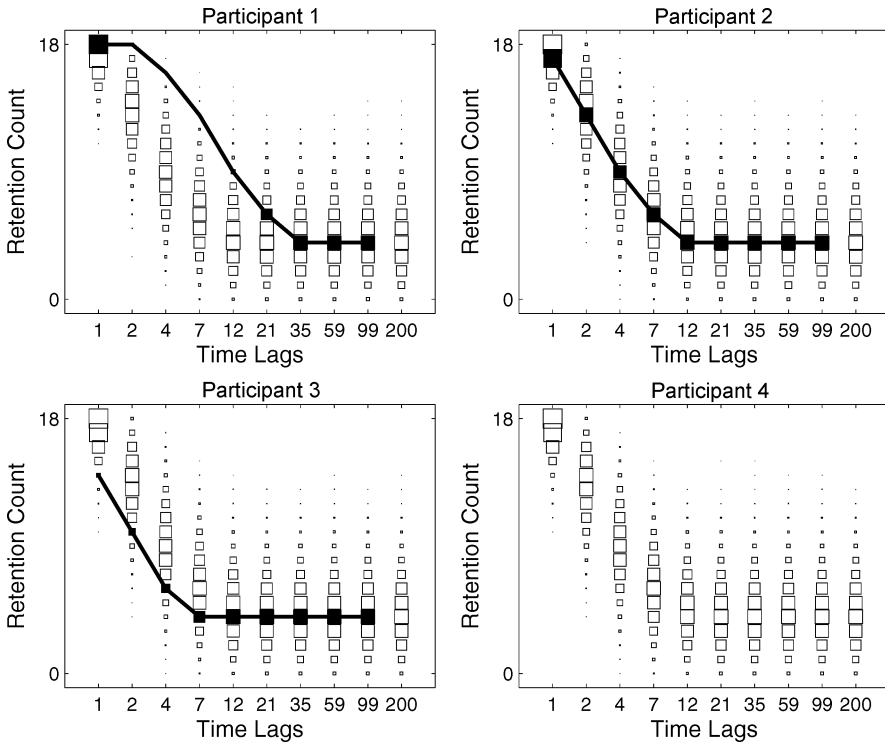 Participant 1
18
0
Retention Count
1 2 4 7 12 21 35 59 99 200
Time Lags
Participant 2
18
0
Retention Count
1 2 4 7 12 21 35 59 99 200
Time Lags
Participant 3
18
0
Retention Count
1 2 4 7 12 21 35 59 99 200
Time Lags
Participant 4
18
0
Retention Count
1 2 4 7 12 21 35 59 99 200
Time Lags